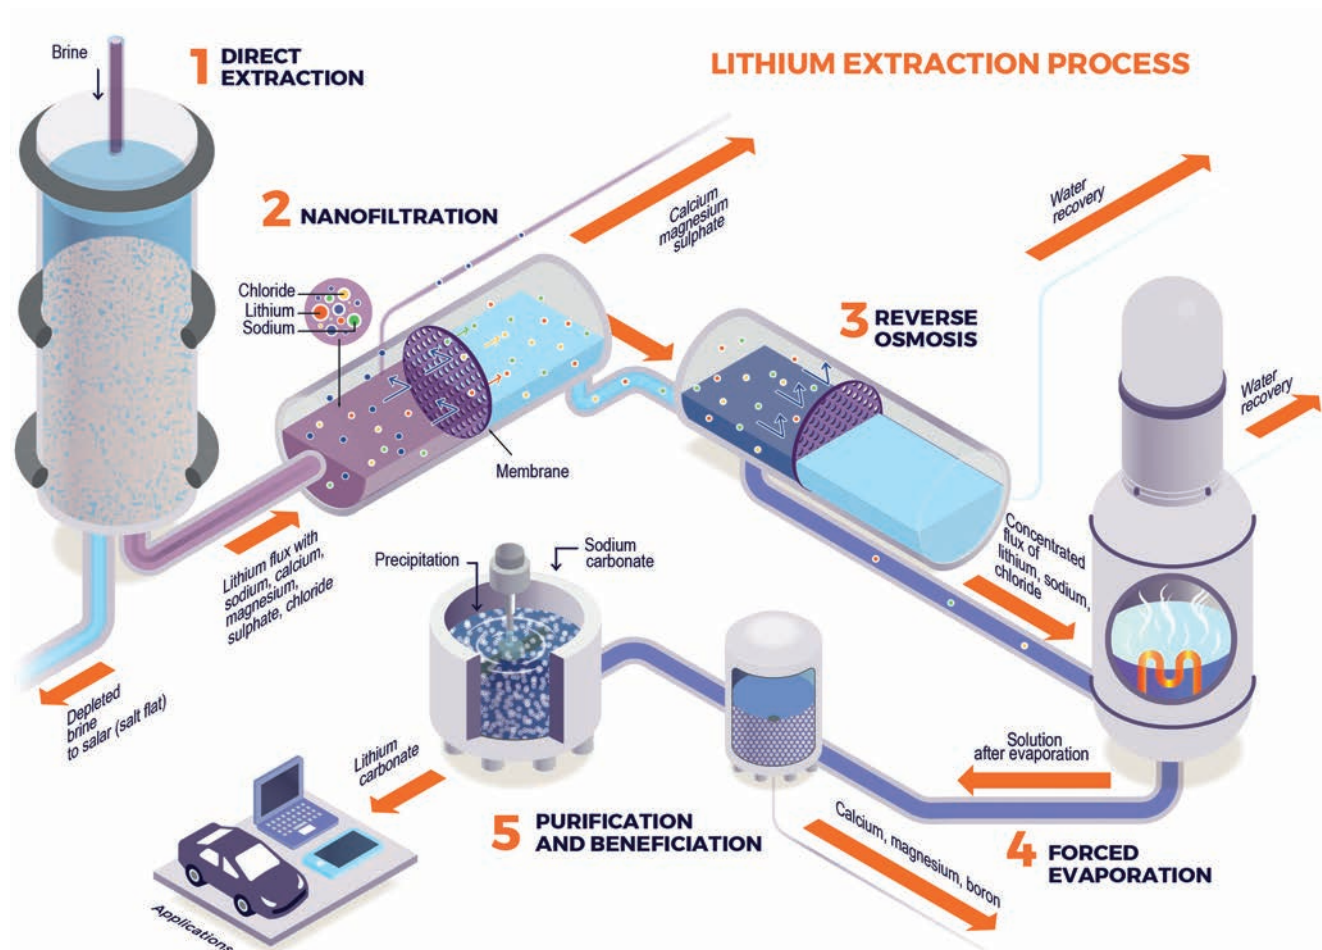 LITHIUM EXTRACTION PROCESS
Brine
1 DIRECT
EXTRACTION
2 NANOFILTRATION
Chloride
Lithium
Sodium
Calcium
magnesium
sulphate
Membrane
Lithium flux with
sodium, calcium,
magnesium,
sulphate, chloride
Depleted
brine
to salar (salt flat)
3 REVERSE
OSMOSIS
Water
recovery
Water
recovery
Concentrated
flux of
lithium, sodium,
chloride
4 FORCED
EVAPORATION
Solution
after evaporation
Calcium, magnesium, boron
5 PURIFICATION
AND BENEFICIATION
Precipitation
Sodium
carbonate
Lithium
carbonate
Applications